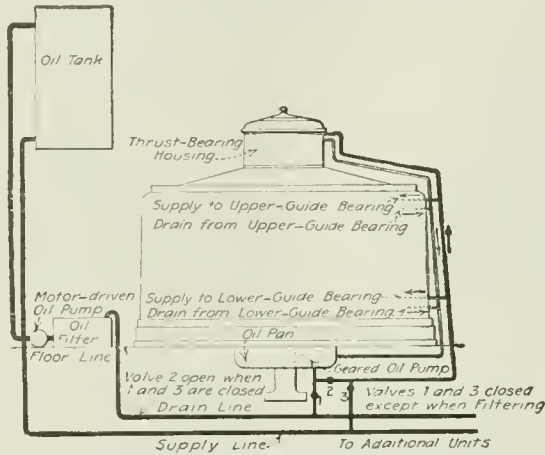 Oil Tank
Thrust-Bearing
Housing
Supply to Upper-Guide Bearing
Drain from Upper-Guide Bearing
Motor-driven
Oil Pump
Oil
Filter
Floor Line
Supply to Lower-Guide Bearing
Drain from Lower-Guide Bearing
Oil Pan
Geared Oil Pump
Valve 2 open when
1 and 3 are closed
Drain Line
1
2
3
Valves 1 and 3 closed
except when Filtering
Supply Line
To Additional Units